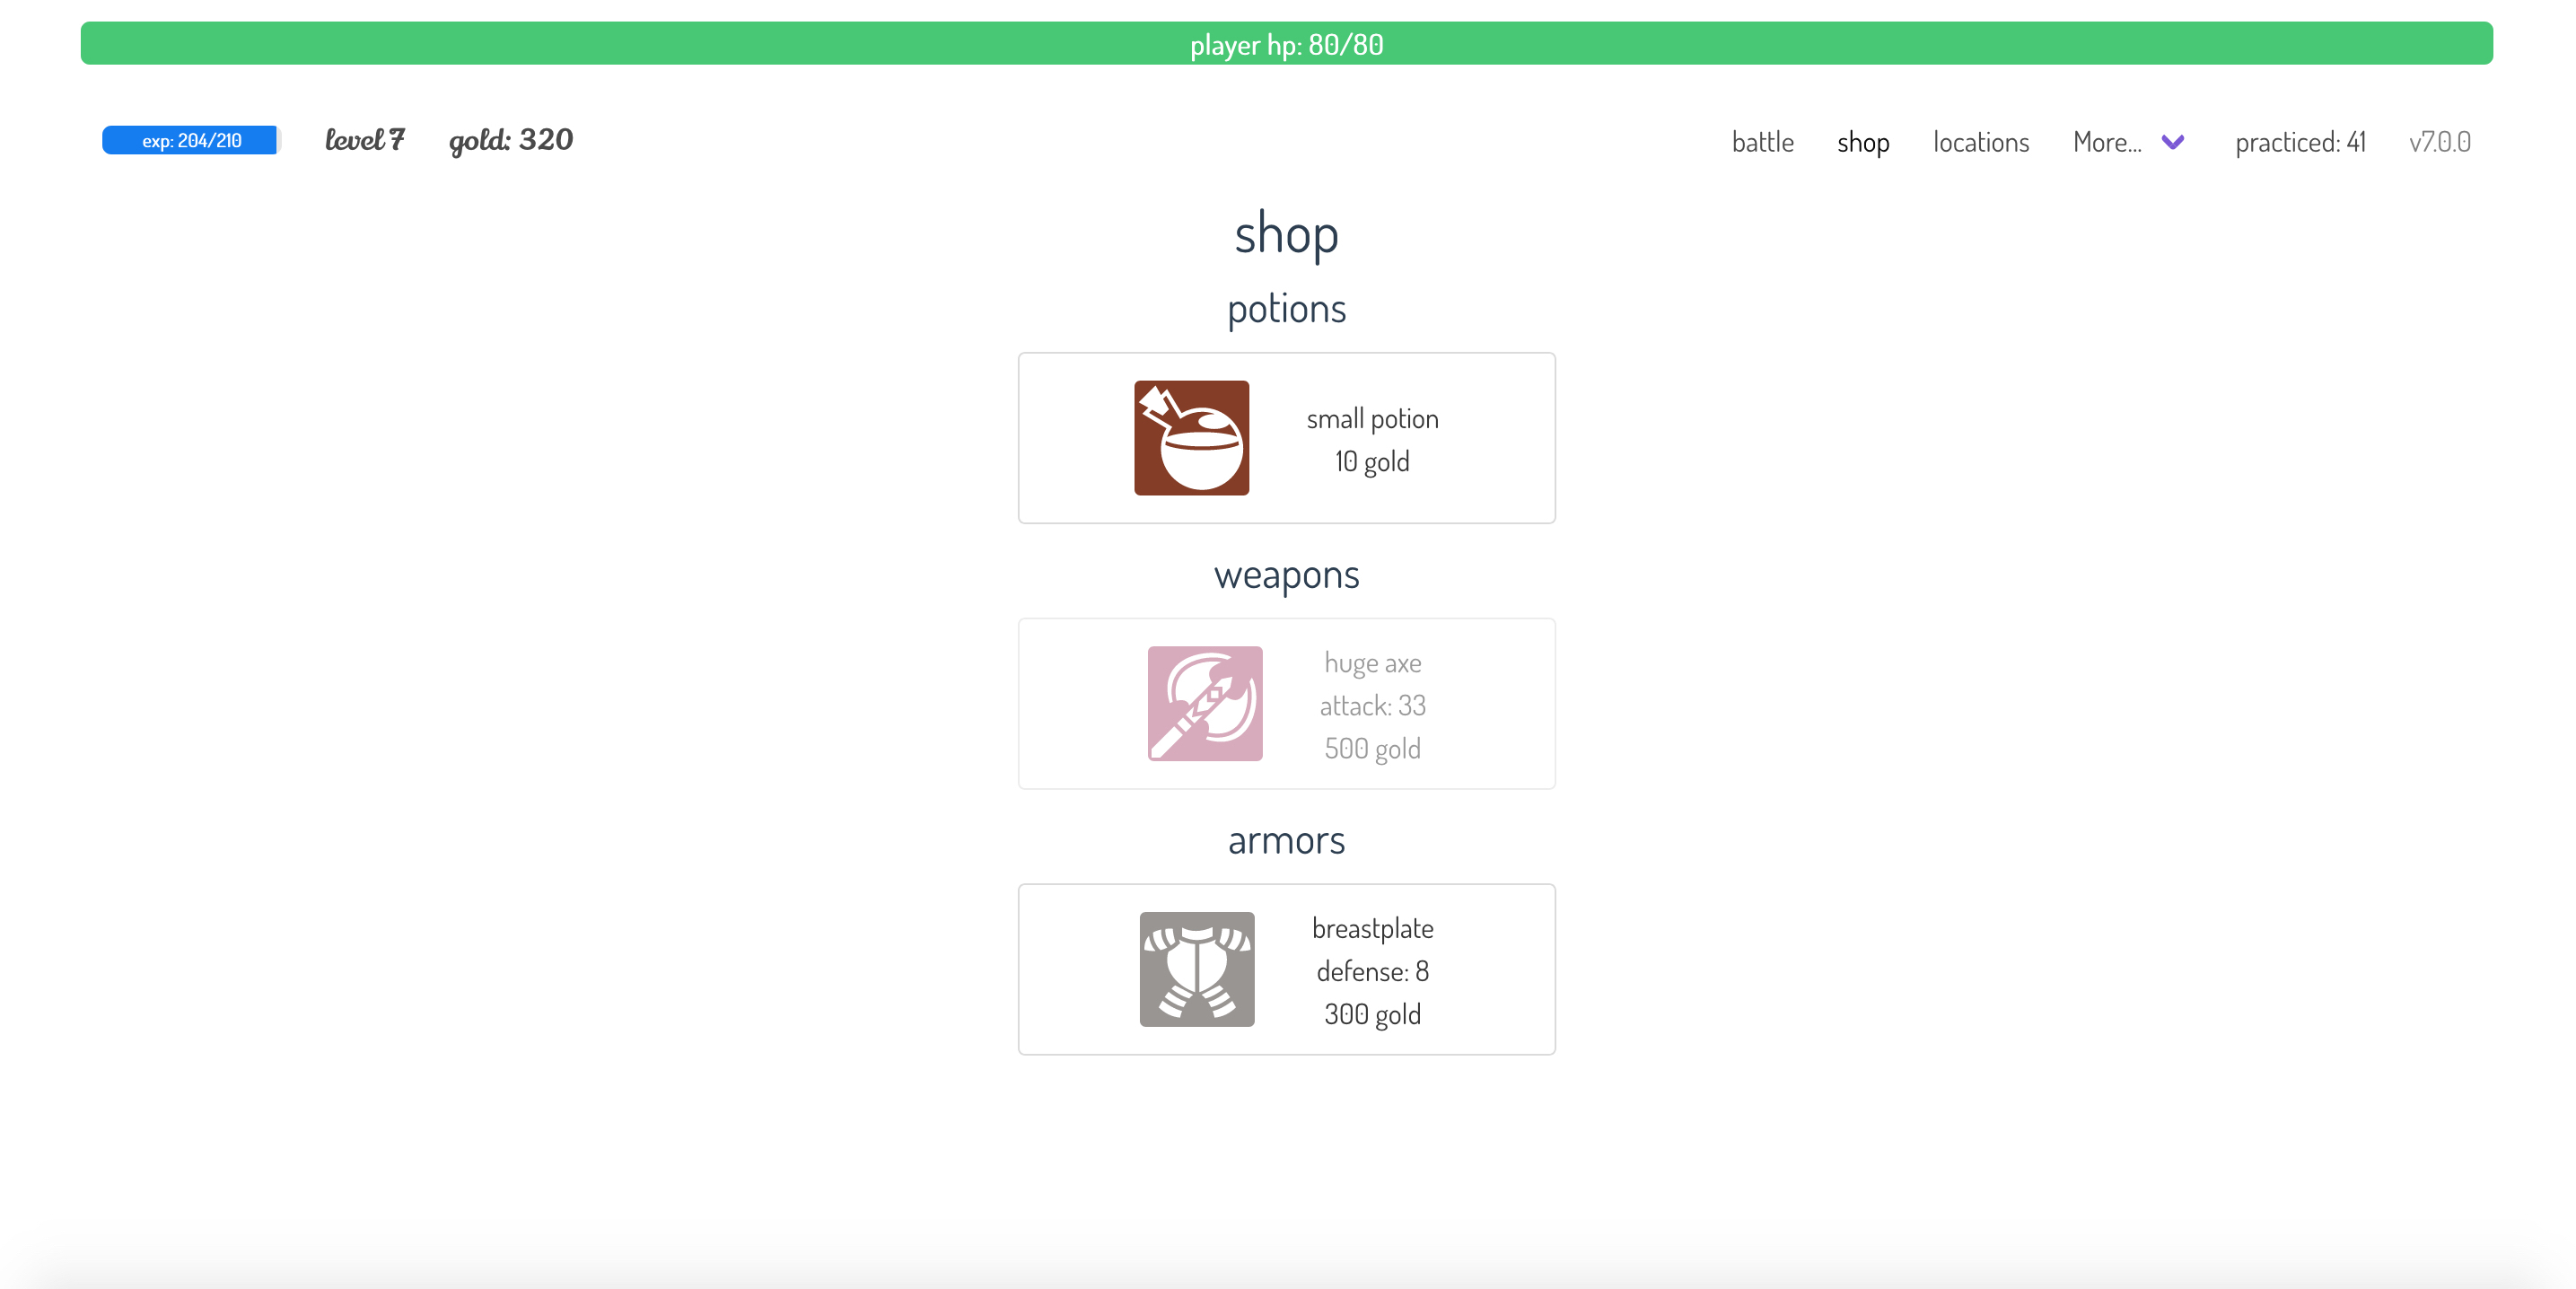 player hp: 80/80
exp: 204/210
level 7
gold: 320
battle
shop
locations
More...
practiced: 41
v7.0.0
shop
potions
small potion
10 gold
weapons
huge axe
attack: 33
500 gold
armors
breastplate
defense: 8
300 gold